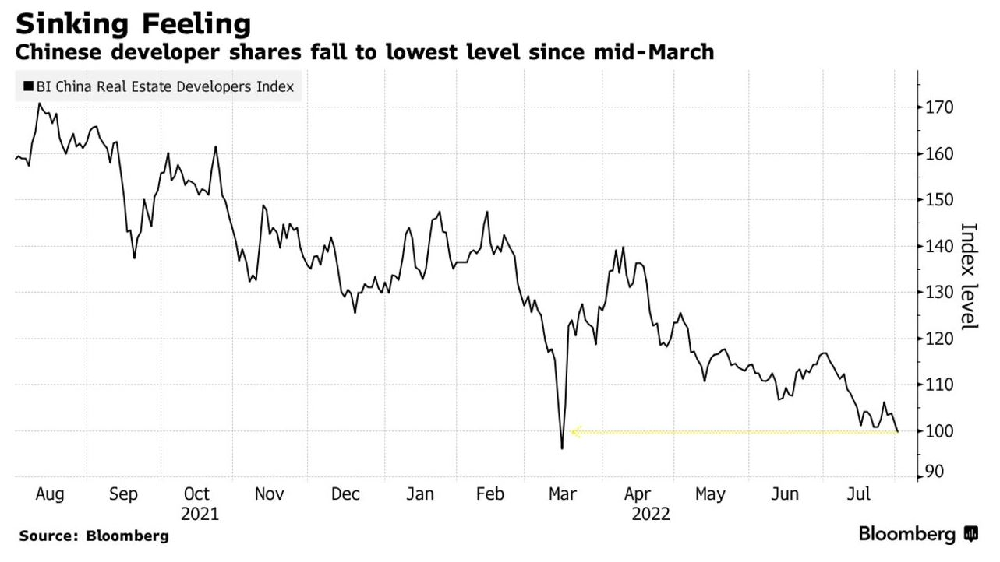 Sinking Feeling
Chinese developer shares fall to lowest level since mid-March
BI China Real Estate Developers Index
170
160
150
140
130
120
110
100
90
Index level
Aug Sep Oct Nov Dec Jan Feb Mar Apr May Jun Jul
2021 2022
Source: Bloomberg
Bloomberg